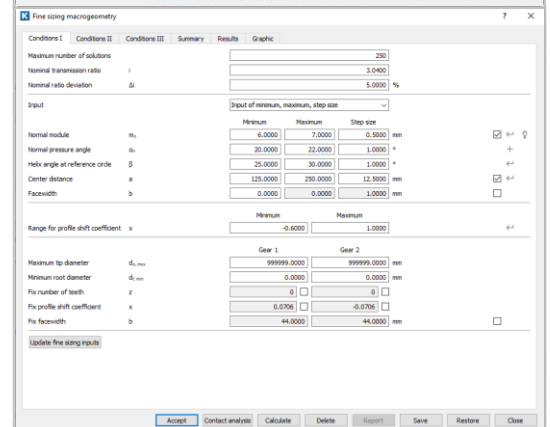 K Fine sizing macrogeometry ? ×
Conditions I Conditions II Conditions III Summary Results Graphic
Maximum number of solutions 250
Nominal transmission ratio i 3.0400
Nominal ratio deviation Δi 5.0000 %
Input Input of minimum, maximum, step size
Minimum Maximum Step size
Normal module mn 6.0000 7.0000 0.5000 mm
Normal pressure angle αn 20.0000 22.0000 1.0000 °
Helix angle at reference circle β 25.0000 30.0000 1.0000 °
Center distance a 125.0000 250.0000 12.5000 mm
Facewidth b 0.0000 0.0000 1.0000 mm
Minimum Maximum
Range for profile shift coefficient x -0.6000 1.0000
Gear 1 Gear 2
Maximum tip diameter da, max 999999.0000 999999.0000 mm
Minimum root diameter df, min 0.0000 0.0000 mm
Fix number of teeth z 0 0
Fix profile shift coefficient x 0.0706 -0.0706
Fix facewidth b 44.0000 44.0000 mm
Update fine sizing inputs
Accept Contact analysis Calculate Delete Report Save Restore Close